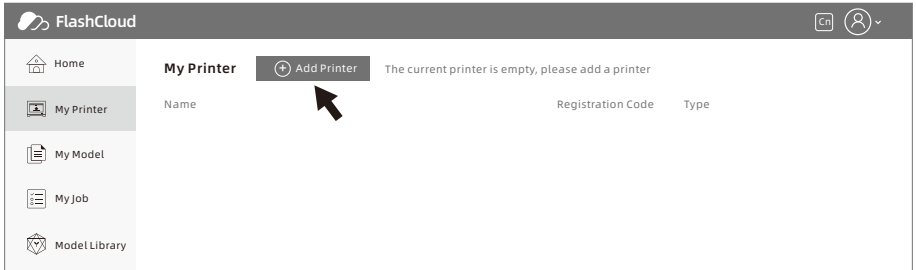 FlashCloud
Cn
Home
My Printer
Add Printer
The current printer is empty, please add a printer
Name
Registration Code
Type
My Printer
My Model
My Job
Model Library